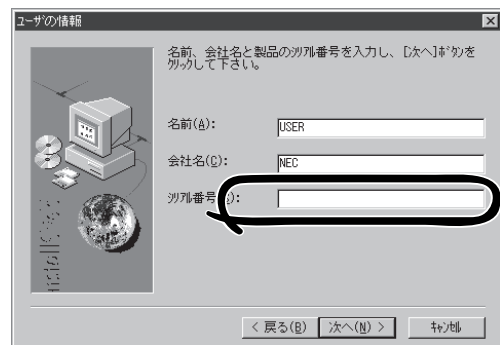 ユーザの情報
名前、会社名と製品のシリアル番号を入力し、[次へ]ボタンを
クリックして下さい。
名前(A):
USER
会社名(C):
NEC
シリアル番号(S):
InstallShield
< 戻る(B)
次へ(N) >
キャンセル